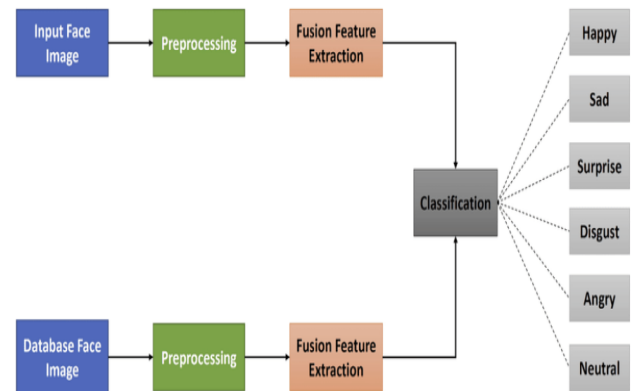 Input Face
Image
Preprocessing
Fusion Feature
Extraction
Happy
Sad
Surprise
Classification
Disgust
Angry
Database Face
Image
Preprocessing
Fusion Feature
Extraction
Neutral